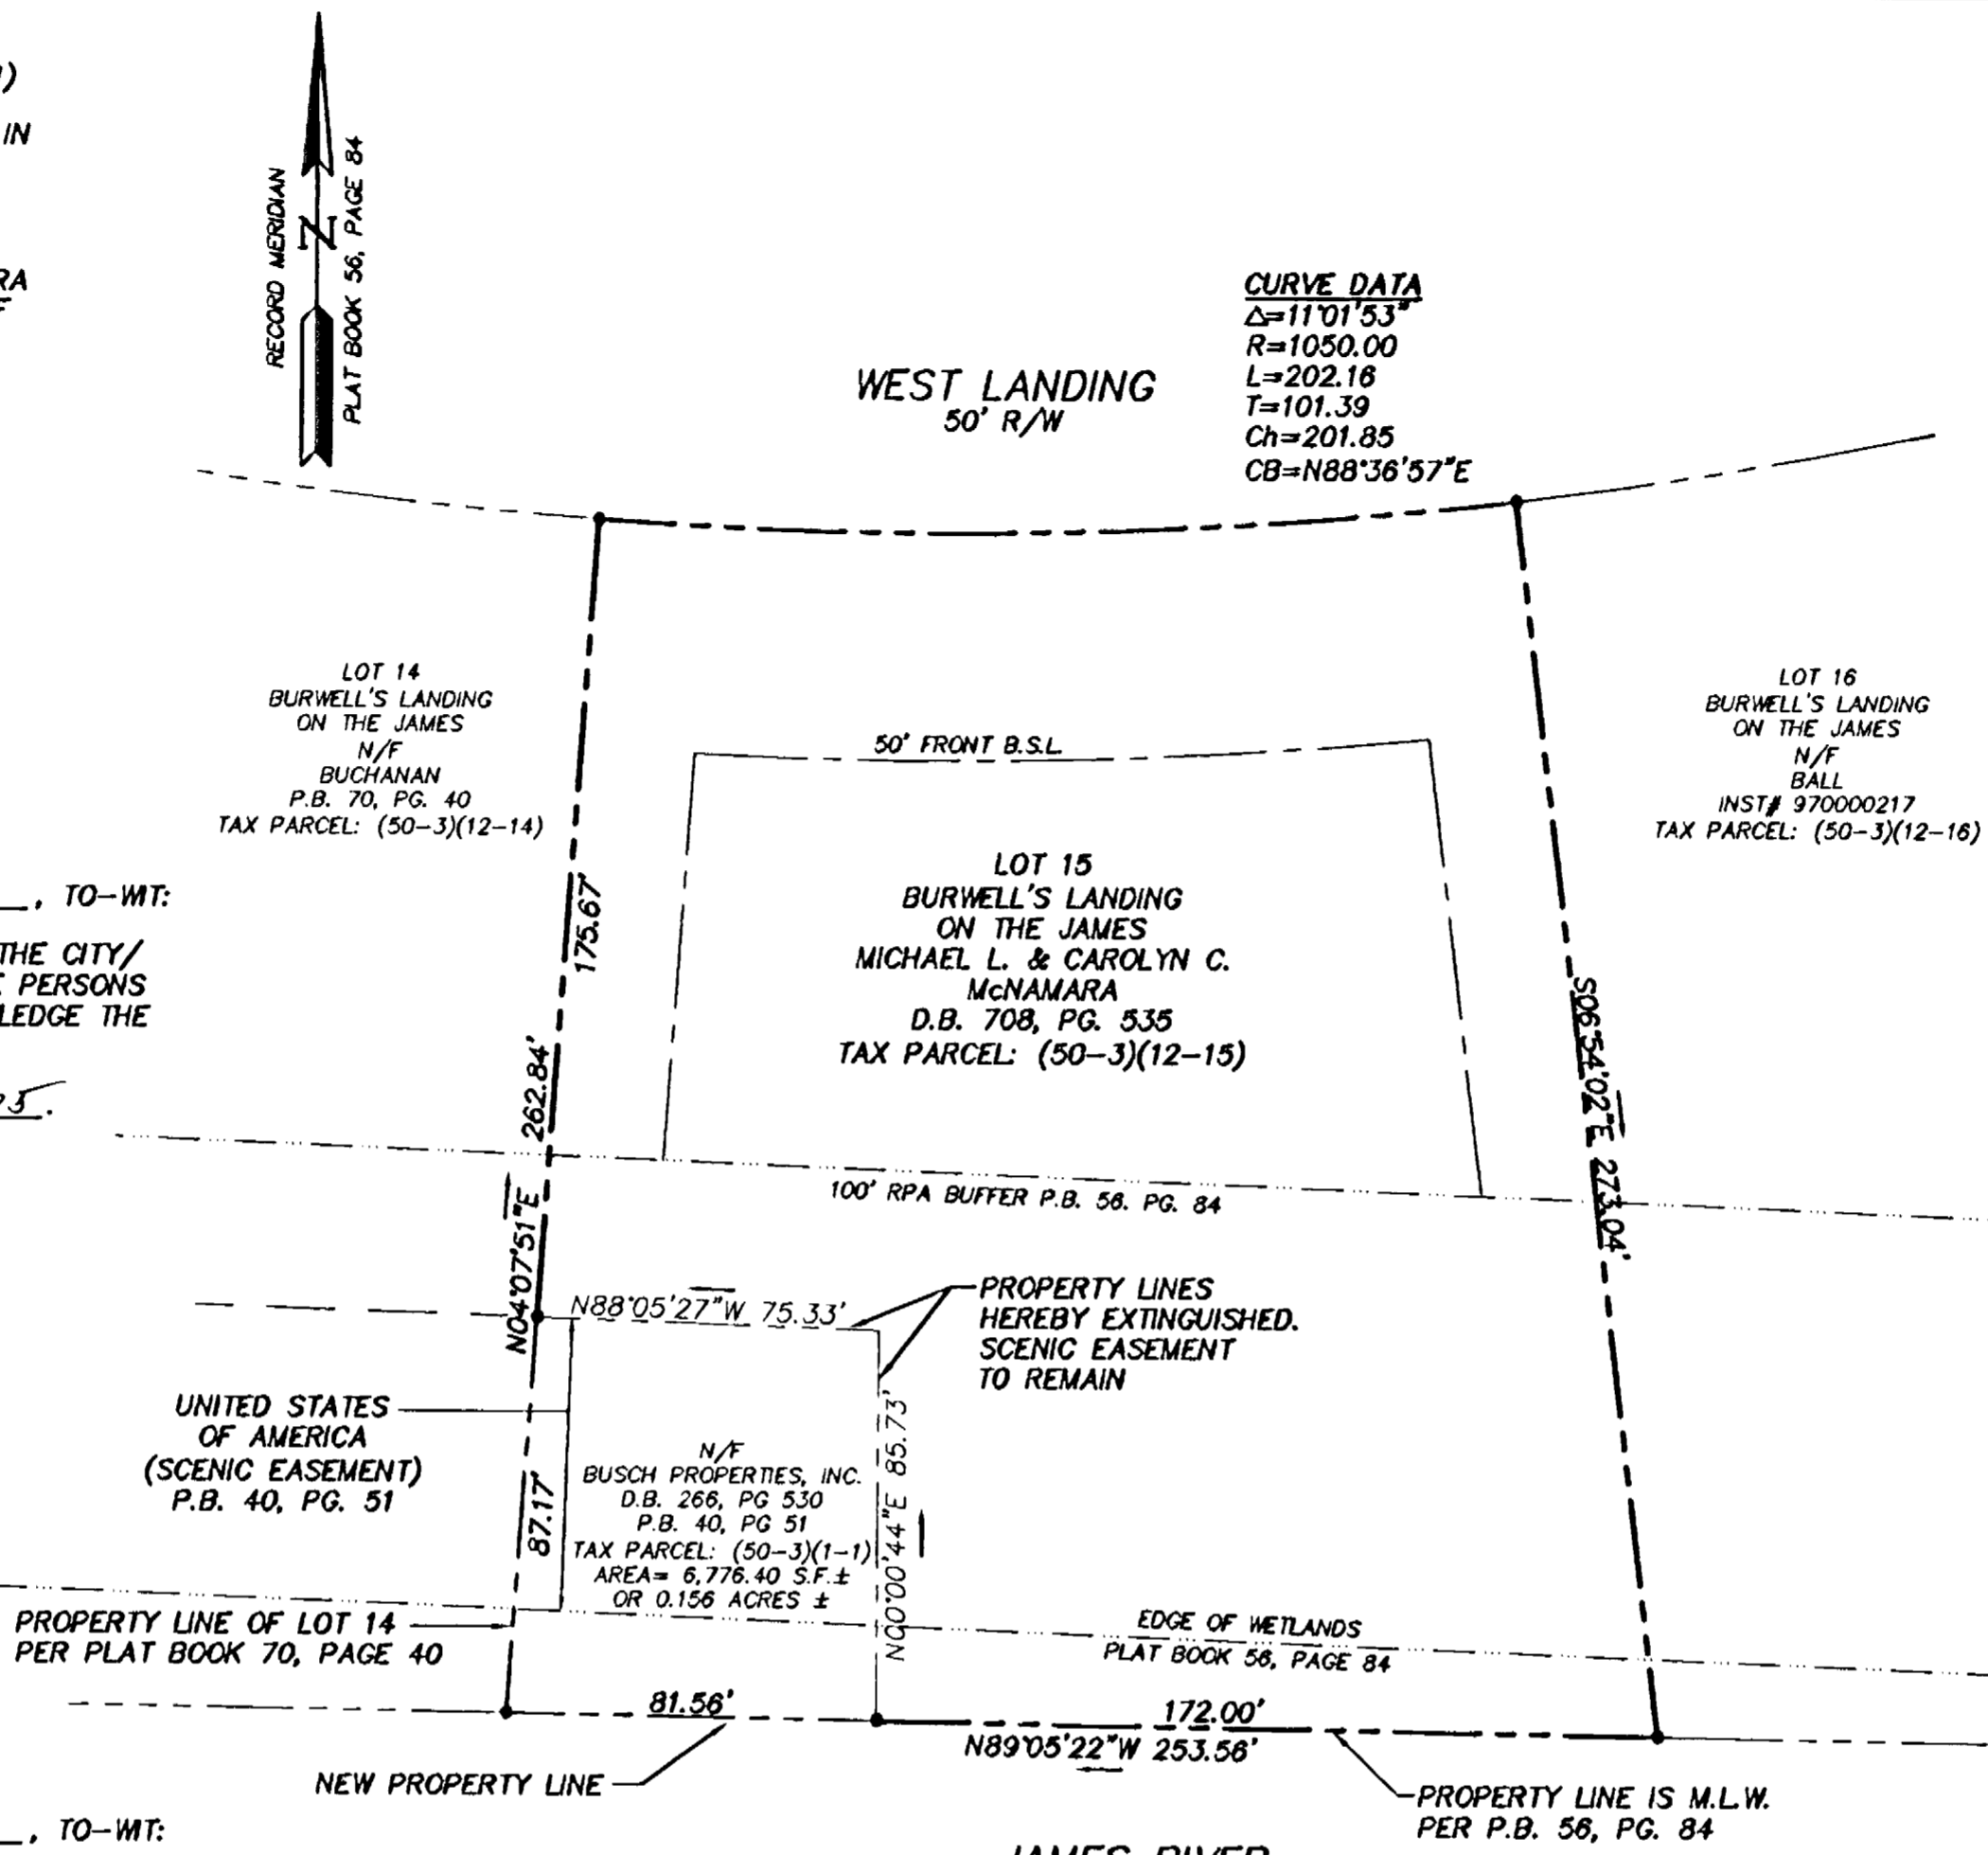 )
IN
RA
RECORD MERIDIAN
N
PLAT BOOK 56, PAGE 84
CURVE DATA
Δ=11°01'53"
R=1050.00
L=202.16
T=101.39
Ch=201.85
CB=N88°36'57"E
WEST LANDING
50' R/W
LOT 14
BURWELL'S LANDING
ON THE JAMES
N/F
BUCHANAN
P.B. 70, PG. 40
TAX PARCEL: (50-3)(12-14)
50' FRONT B.S.L.
LOT 16
BURWELL'S LANDING
ON THE JAMES
N/F
BALL
INST# 970000217
TAX PARCEL: (50-3)(12-16)
LOT 15
BURWELL'S LANDING
ON THE JAMES
MICHAEL L. & CAROLYN C.
McNAMARA
D.B. 708, PG. 535
TAX PARCEL: (50-3)(12-15)
, TO-WIT:
THE CITY/
E PERSONS
LEDGE THE
175.67'
262.84'
N04°07'51"E
S06°54'02"E 273.04'
100' RPA BUFFER P.B. 56. PG. 84
N88°05'27"W 75.33'
PROPERTY LINES
HEREBY EXTINGUISHED.
SCENIC EASEMENT
TO REMAIN
UNITED STATES
OF AMERICA
(SCENIC EASEMENT)
P.B. 40, PG. 51
87.17'
N/F
BUSCH PROPERTIES, INC.
D.B. 266, PG 530
P.B. 40, PG 51
TAX PARCEL: (50-3)(1-1)
AREA= 6,776.40 S.F.±
OR 0.156 ACRES ±
N00°00'44"E 85.73'
PROPERTY LINE OF LOT 14
PER PLAT BOOK 70, PAGE 40
EDGE OF WETLANDS
PLAT BOOK 56, PAGE 84
81.56'
172.00'
N89°05'22"W 253.56'
NEW PROPERTY LINE
PROPERTY LINE IS M.L.W.
PER P.B. 56, PG. 84
, TO-WIT:
JAMES RIVER